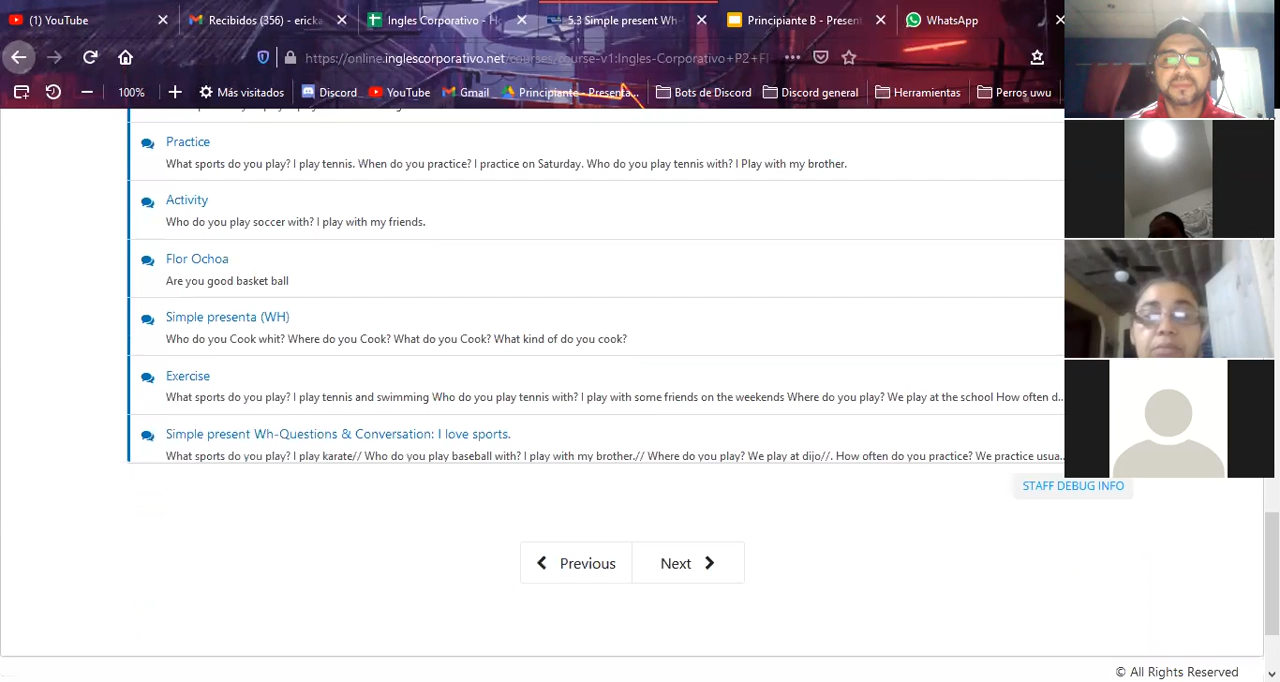 (1) YouTube
Recibidos (356) - ericka
Ingles Corporativo - Ho
5.3 Simple present Wh-
Principiante B - Present
WhatsApp
https://online.inglescorporativo.net/courses/course-v1:Ingles-Corporativo+P2+Fl
100%
Más visitados
Discord
YouTube
Gmail
Principiante - Presenta...
Bots de Discord
Discord general
Herramientas
Perros uwu
Practice
What sports do you play? I play tennis. When do you practice? I practice on Saturday. Who do you play tennis with? I Play with my brother.
Activity
Who do you play soccer with? I play with my friends.
Flor Ochoa
Are you good basket ball
Simple presenta (WH)
Who do you Cook whit? Where do you Cook? What do you Cook? What kind of do you cook?
Exercise
What sports do you play? I play tennis and swimming Who do you play tennis with? I play with some friends on the weekends Where do you play? We play at the school How often d...
Simple present Wh-Questions & Conversation: I love sports.
What sports do you play? I play karate// Who do you play baseball with? I play with my brother.// Where do you play? We play at dijo//. How often do you practice? We practice usua...
STAFF DEBUG INFO
Previous
Next
© All Rights Reserved